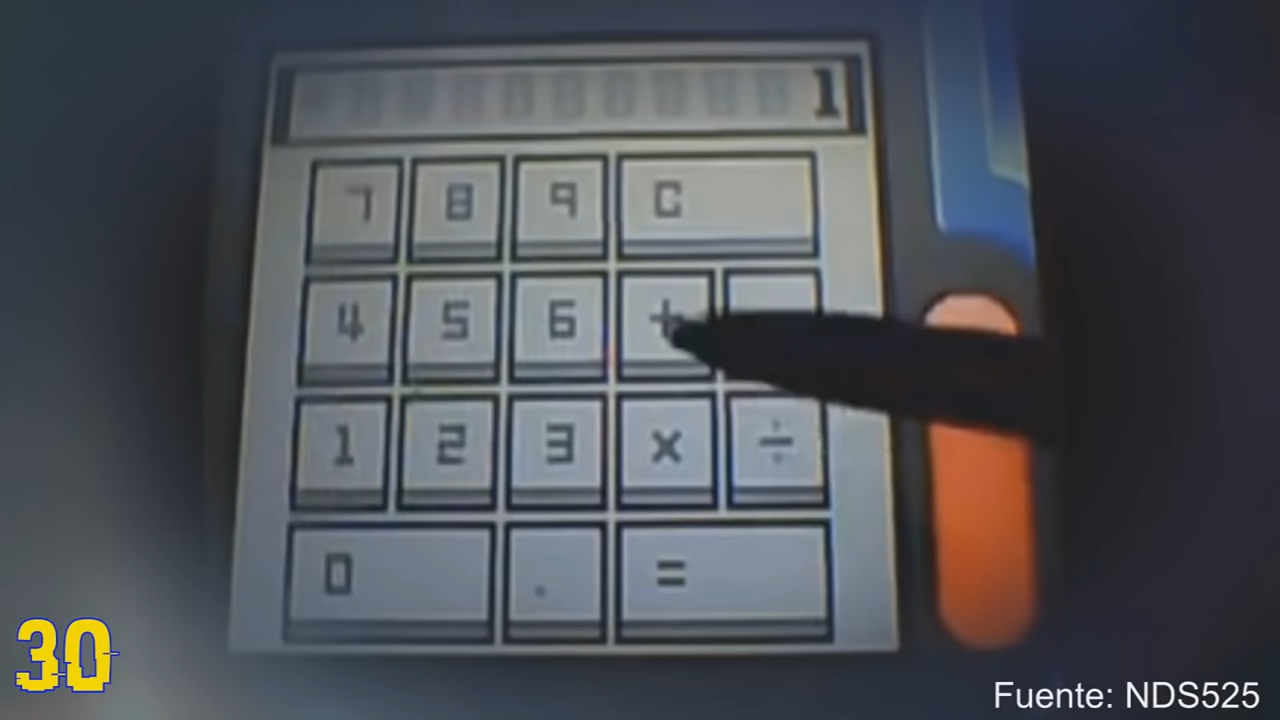 1
7 8 9 C
4 5 6 +
1 2 3 x ÷
0 . =
30
Fuente: NDS525